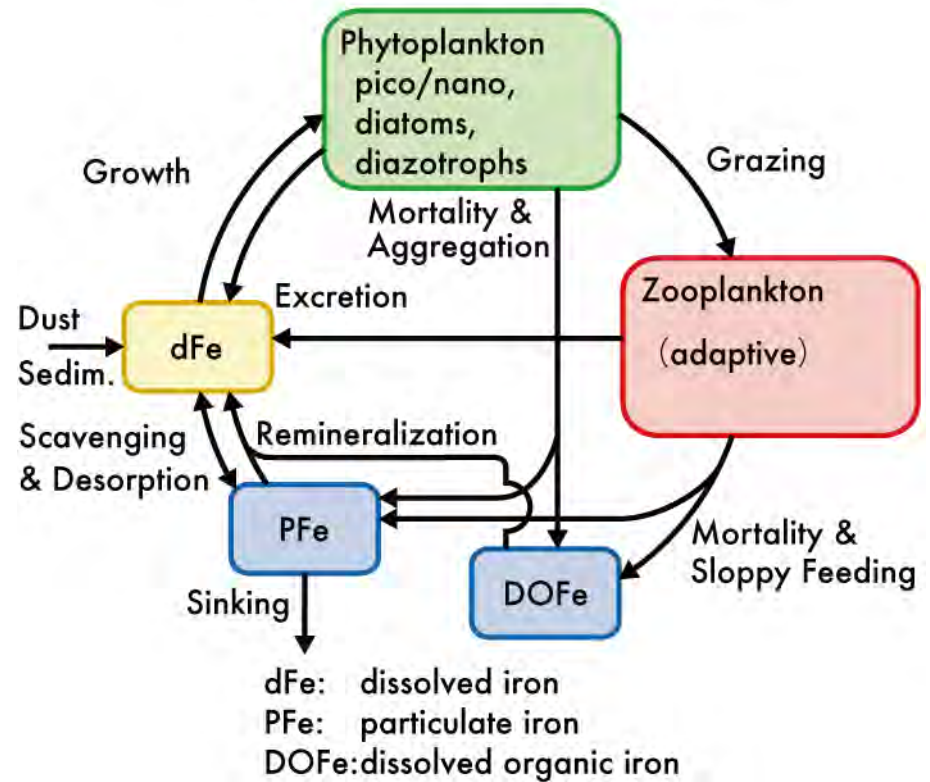 Phytoplankton
pico/nano,
diatoms,
diazotrophs
Growth
Grazing
Mortality &
Aggregation
Excretion
Zooplankton
(adaptive)
Dust
Sedim.
dFe
Scavenging
& Desorption
Remineralization
PFe
DOFe
Mortality &
Sloppy Feeding
Sinking
dFe: dissolved iron
PFe: particulate iron
DOFe:dissolved organic iron